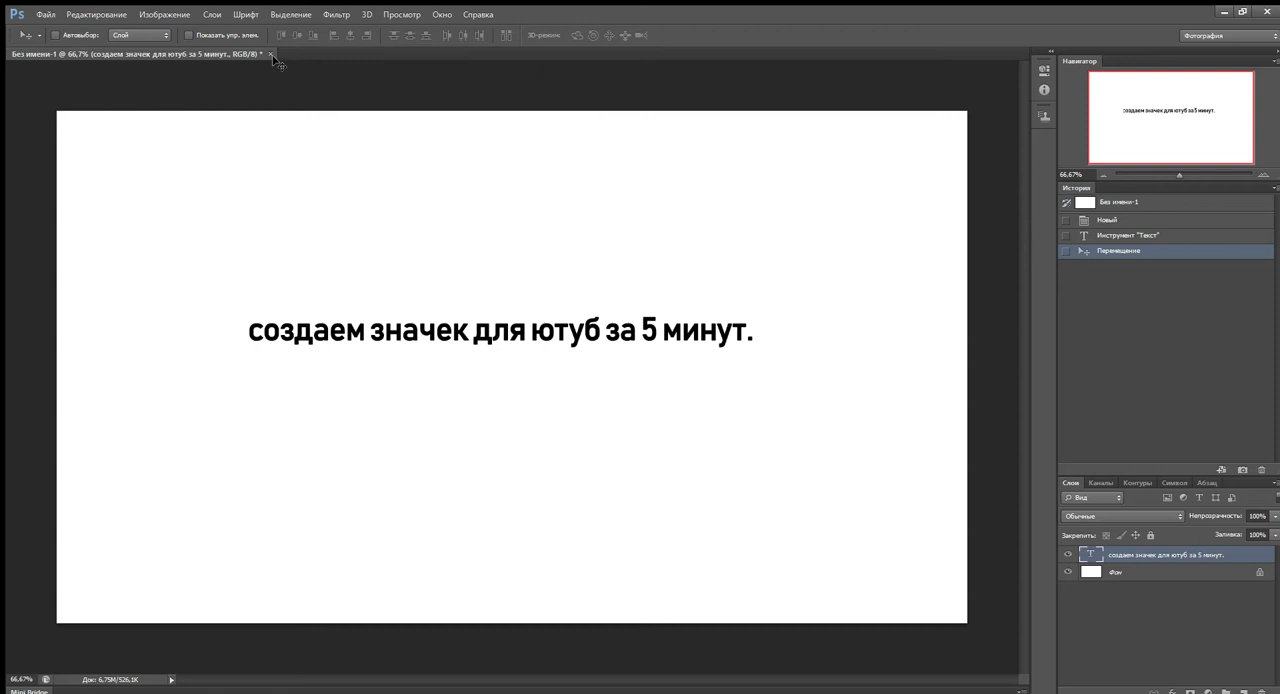 Ps Файл Редактирование Изображение Слои Шрифт Выделение Фильтр 3D Просмотр Окно Справка
Автовыбор: Слой Показать упр. элем. 3D-режим: Фотография
Без имени-1 @ 66,7% (создаем значек для ютуб за 5 минут., RGB/8) * ×
Навигатор
создаем значек для ютуб за 5 минут.
66,67%
История
Без имени-1
Новый
Инструмент "Текст"
Перемещение
создаем значек для ютуб за 5 минут.
Слои Каналы Контуры Символ Абзац
Вид
Обычные Непрозрачность: 100%
Закрепить: Заливка: 100%
T создаем значек для ютуб за 5 минут.
Фон
66,67% Док: 6,75M/526,1K
Mini Bridge